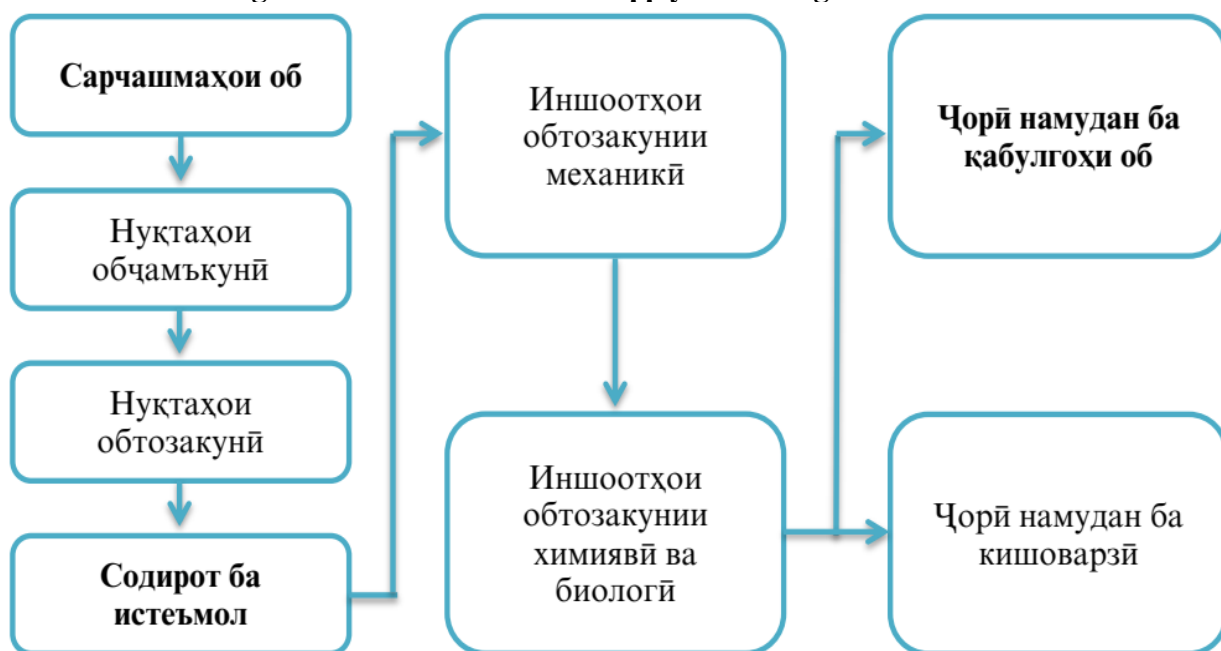 Сарчашмаҳои об
Нуқтаҳои
обҷамъкунӣ
Нуқтаҳои
обтозакунӣ
Содирот ба
истеъмол
Иншоотҳои
обтозакунии
механикӣ
Иншоотҳои
обтозакунии
химиявӣ ва
биологӣ
Ҷорӣ намудан ба
қабулгоҳи об
Ҷорӣ намудан ба
кишоварзӣ